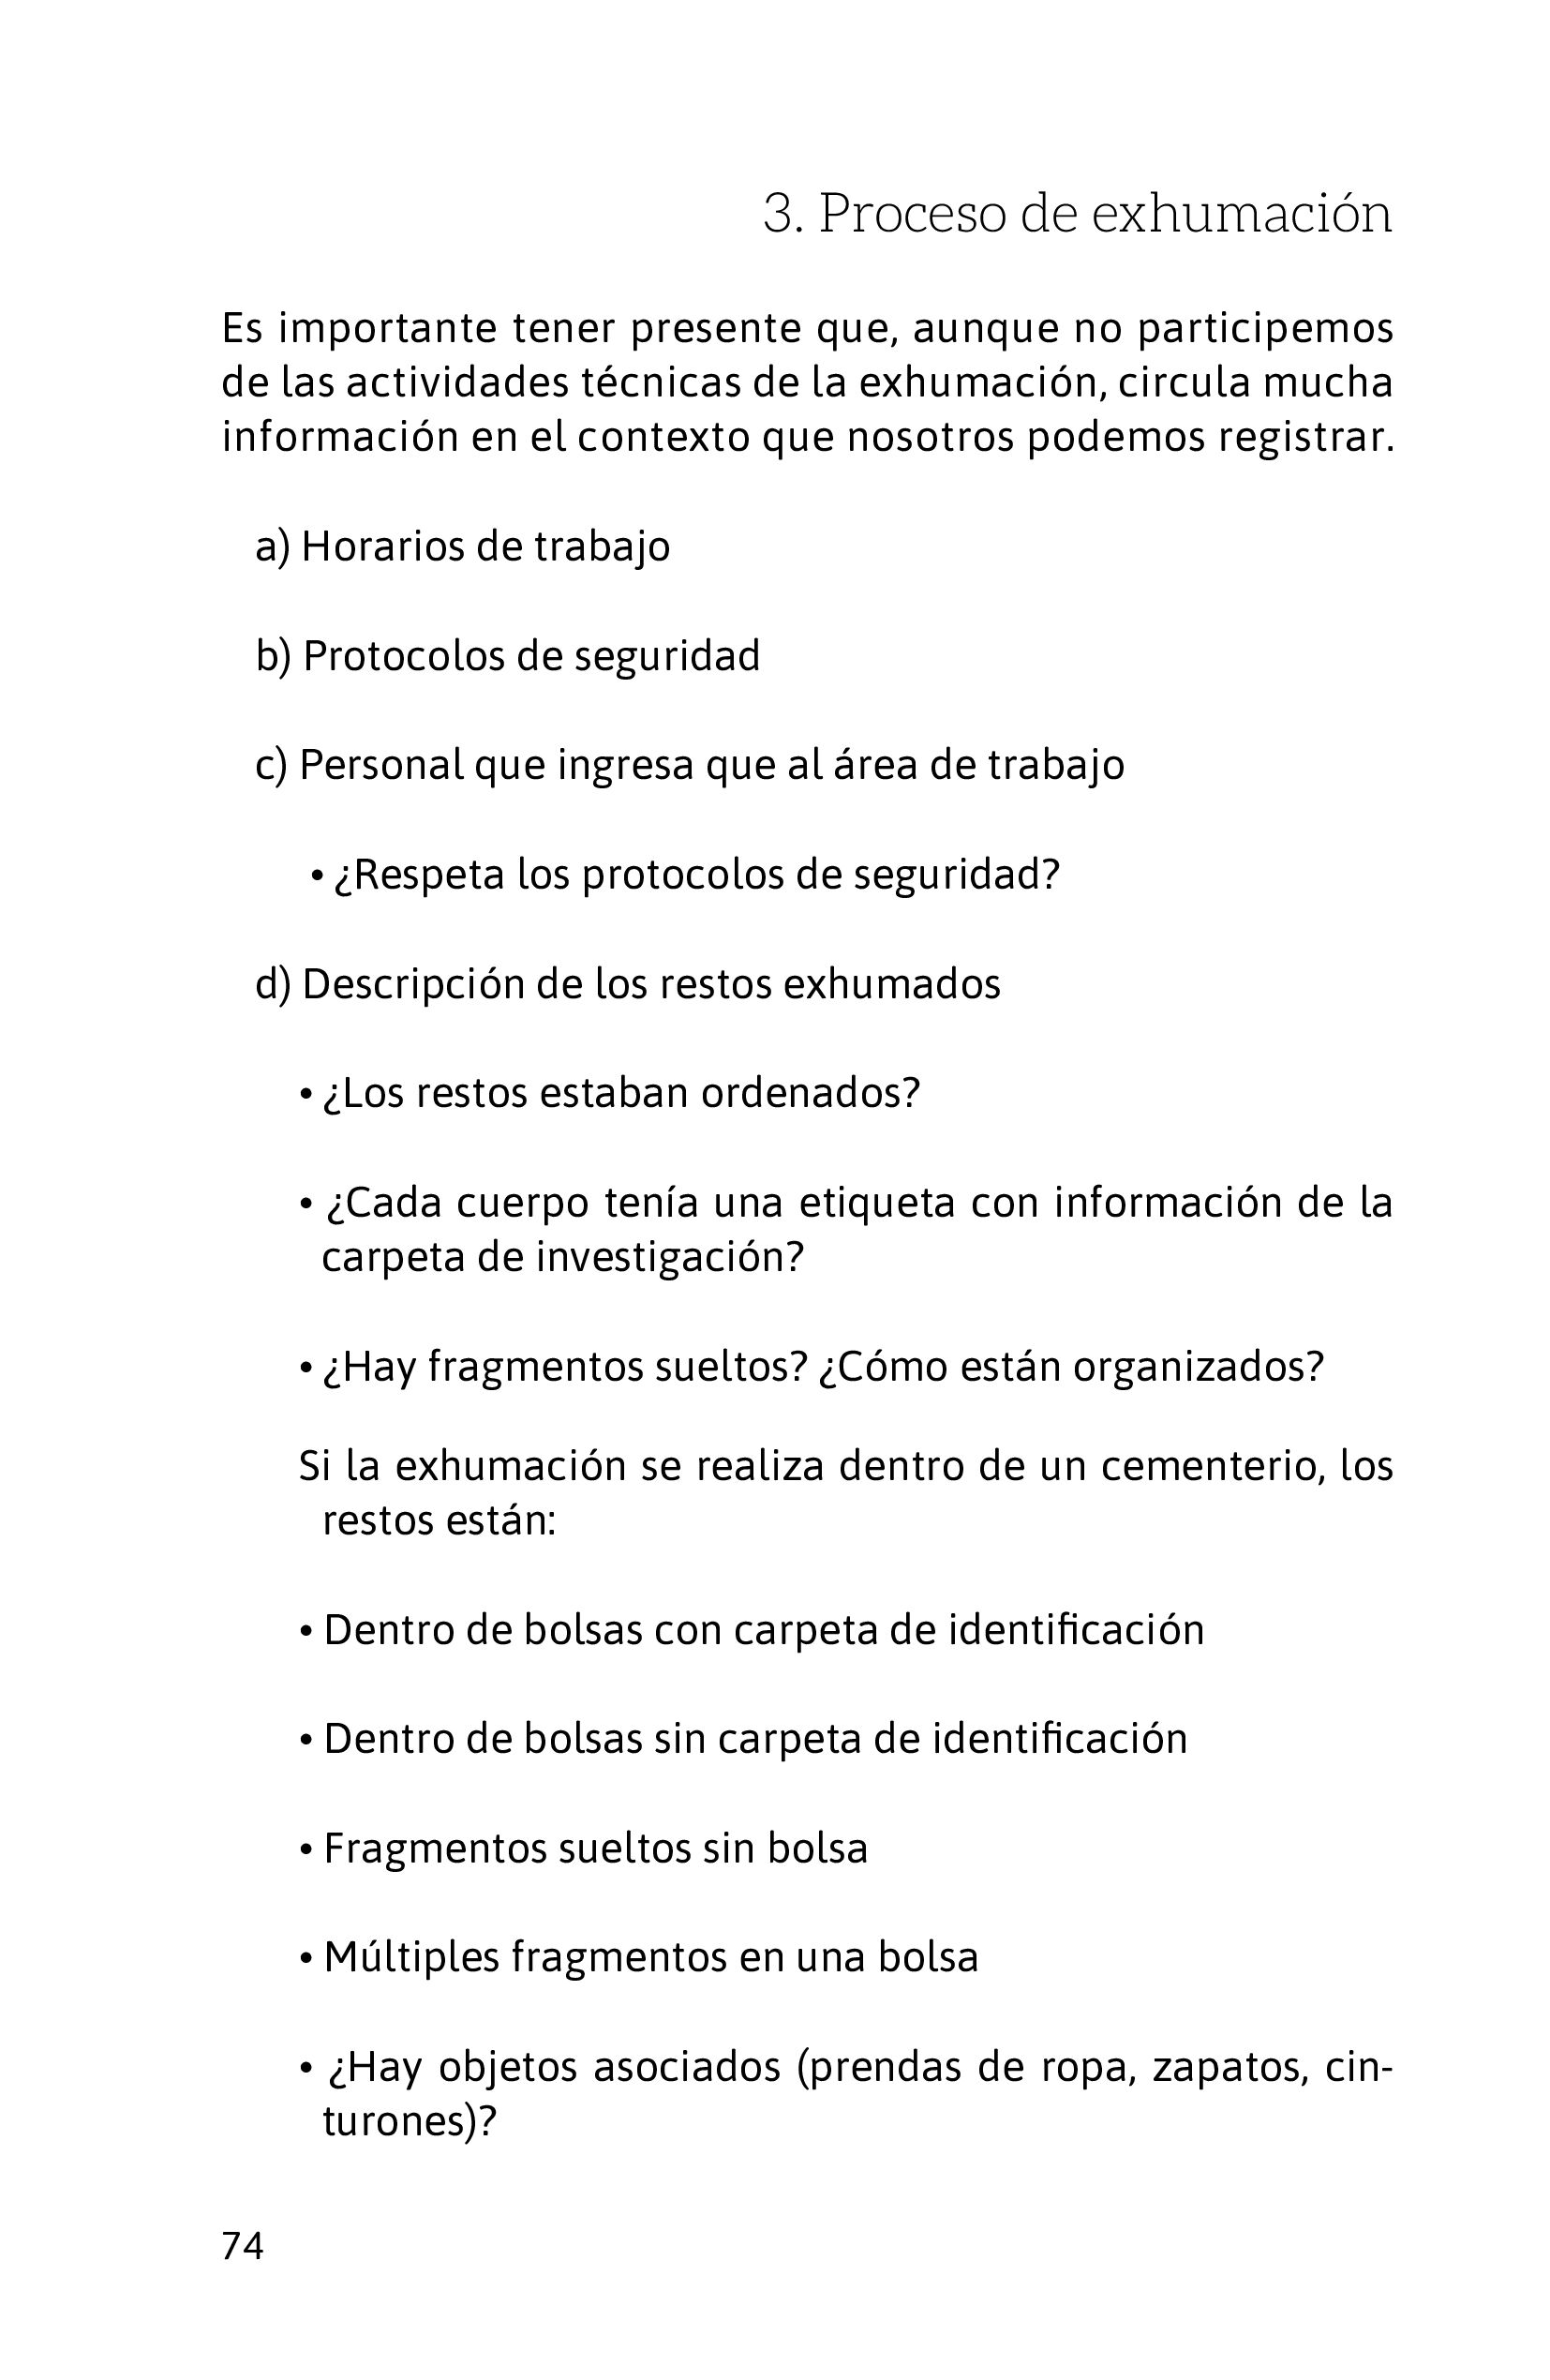 3. Proceso de exhumación
Es importante tener presente que, aunque no participemos
de las actividades técnicas de la exhumación, circula mucha
información en el contexto que nosotros podemos registrar.
a) Horarios de trabajo
b) Protocolos de seguridad
c) Personal que ingresa que al área de trabajo
• ¿Respeta los protocolos de seguridad?
d) Descripción de los restos exhumados
• ¿Los restos estaban ordenados?
• ¿Cada cuerpo tenía una etiqueta con información de la
carpeta de investigación?
• ¿Hay fragmentos sueltos? ¿Cómo están organizados?
Si la exhumación se realiza dentro de un cementerio, los
restos están:
• Dentro de bolsas con carpeta de identificación
• Dentro de bolsas sin carpeta de identificación
• Fragmentos sueltos sin bolsa
• Múltiples fragmentos en una bolsa
• ¿Hay objetos asociados (prendas de ropa, zapatos, cin-
turones)?
74